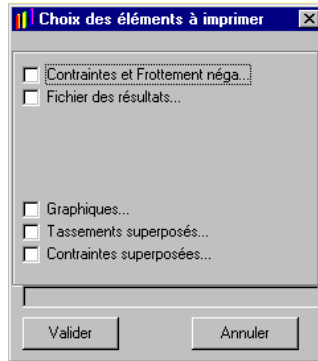 Choix des éléments à imprimer
Contraintes et Frottement néga...
Fichier des résultats...
Graphiques...
Tassements superposés...
Contraintes superposées...
Valider
Annuler